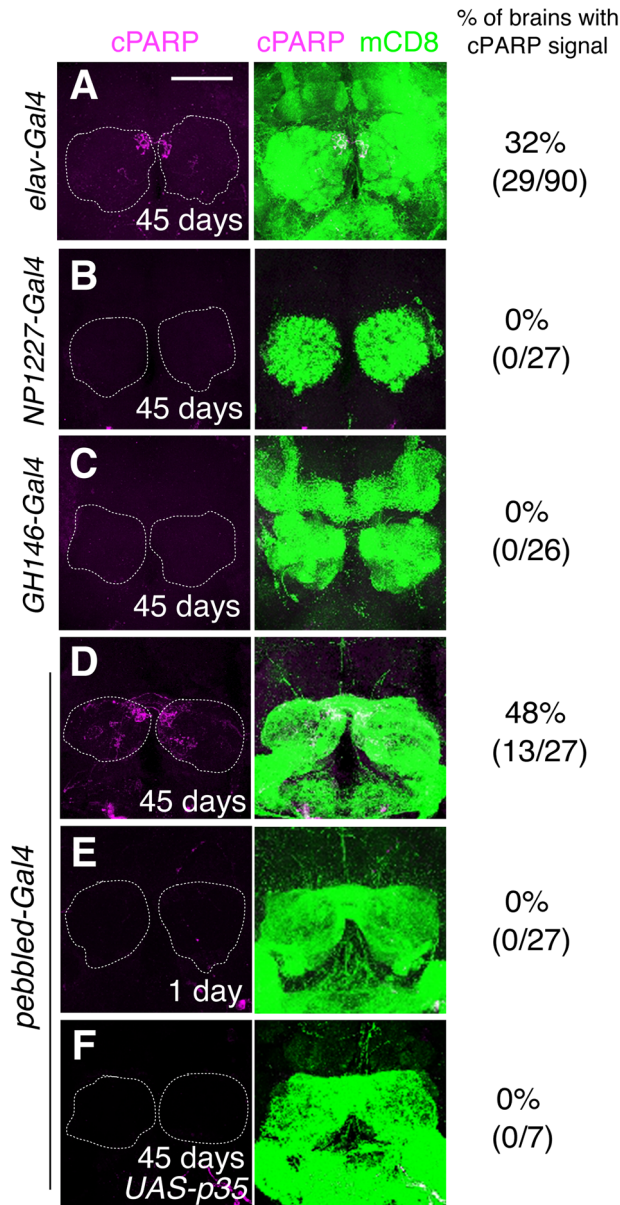 % of brains with
cPARP signal
cPARP
cPARP mCD8
elav-Gal4
A
45 days
32%
(29/90)
NP1227-Gal4
B
45 days
0%
(0/27)
GH146-Gal4
C
45 days
0%
(0/26)
pebbled-Gal4
D
45 days
48%
(13/27)
E
1 day
0%
(0/27)
F
45 days
UAS-p35
0%
(0/7)